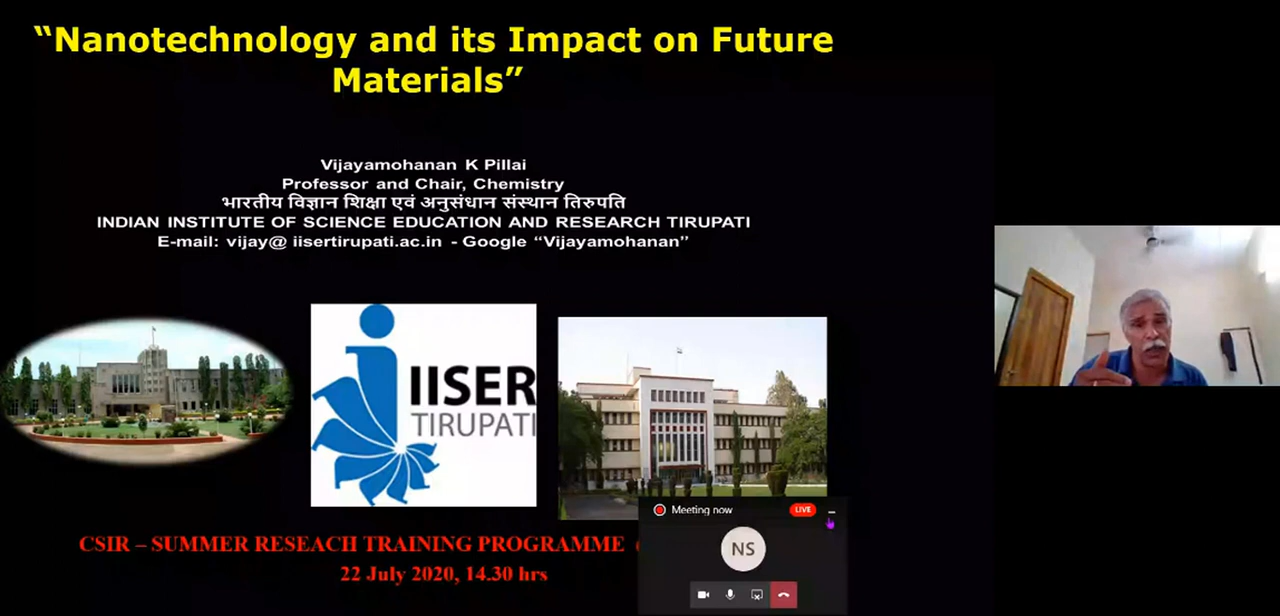 “Nanotechnology and its Impact on Future
Materials”
Vijayamohanan K Pillai
Professor and Chair, Chemistry
भारतीय विज्ञान शिक्षा एवं अनुसंधान संस्थान तिरुपति
INDIAN INSTITUTE OF SCIENCE EDUCATION AND RESEARCH TIRUPATI
E-mail: vijay@ iisertirupati.ac.in - Google “Vijayamohanan”
IISER
TIRUPATI
CSIR – SUMMER RESEACH TRAINING PROGRAMME
22 July 2020, 14.30 hrs
Meeting now
LIVE
NS